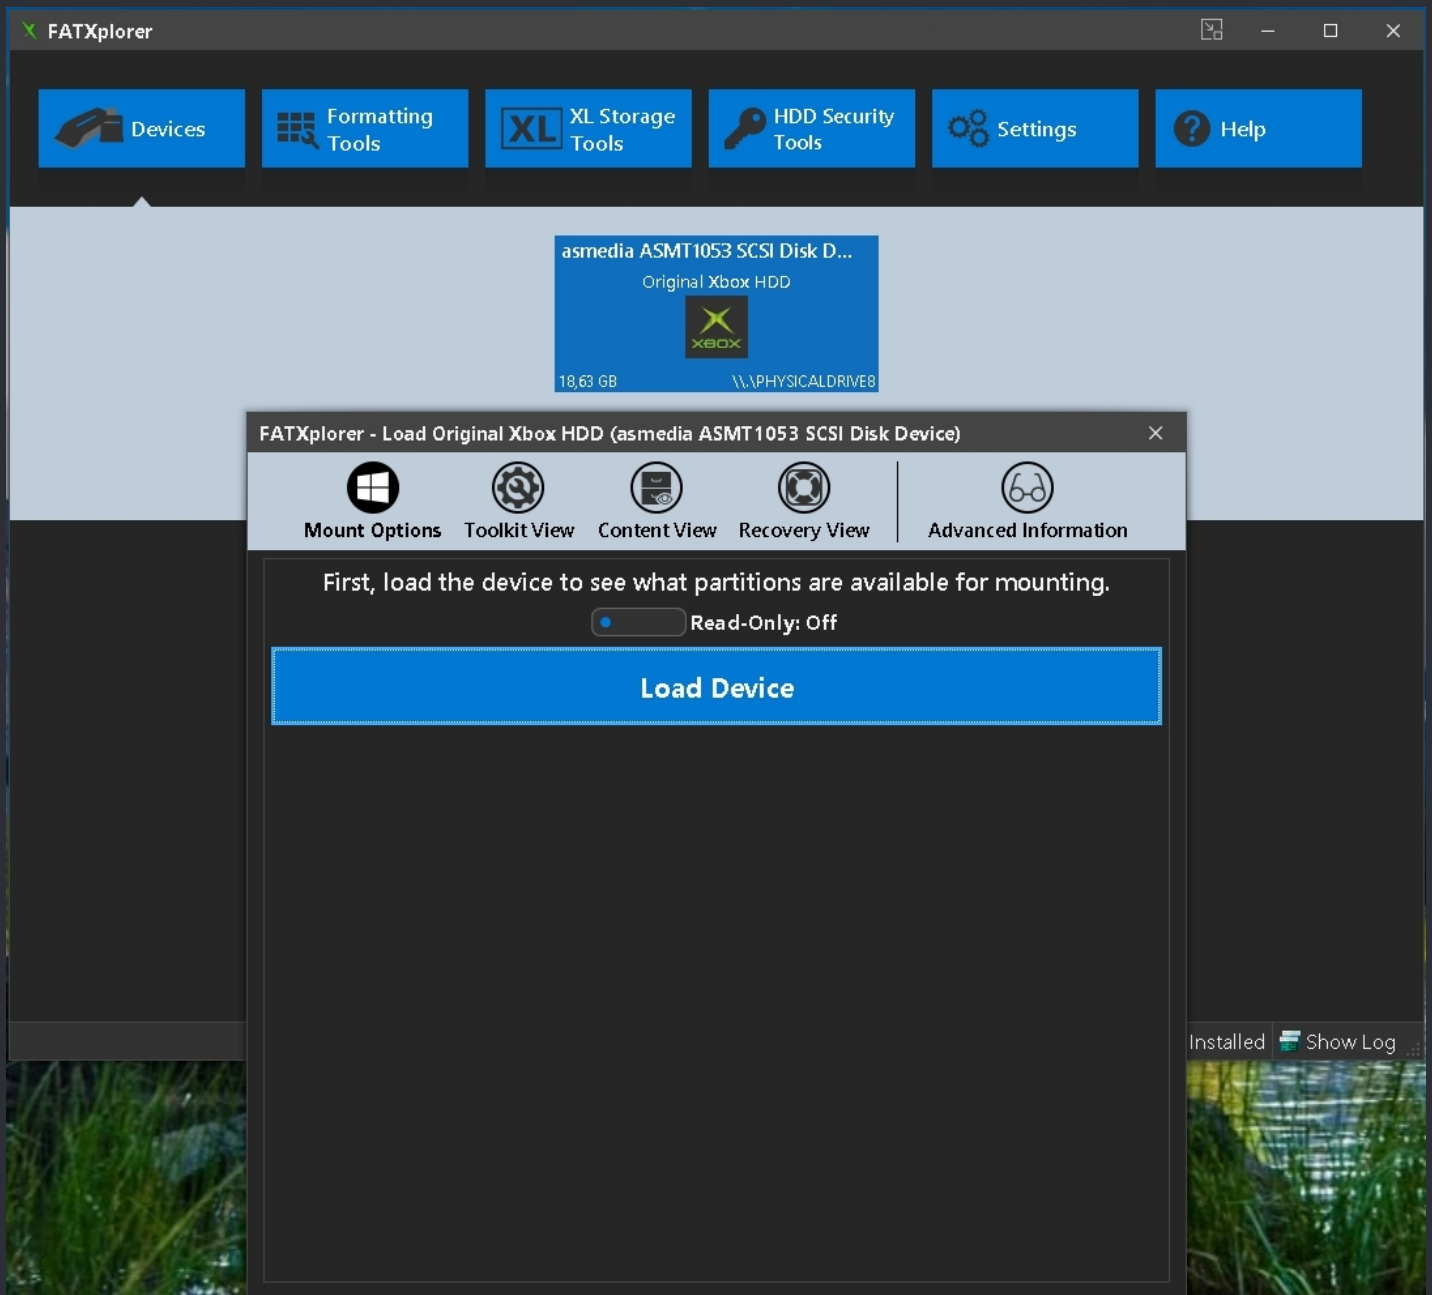 FATXplorer
Devices
Formatting
Tools
XL
XL Storage
Tools
HDD Security
Tools
Settings
?
Help
asmedia ASMT1053 SCSI Disk D...
Original Xbox HDD
XBOX
18,63 GB
\\.\PHYSICALDRIVE8
FATXplorer - Load Original Xbox HDD (asmedia ASMT1053 SCSI Disk Device)
Mount Options
Toolkit View
Content View
Recovery View
Advanced Information
First, load the device to see what partitions are available for mounting.
Read-Only: Off
Load Device
Installed
Show Log